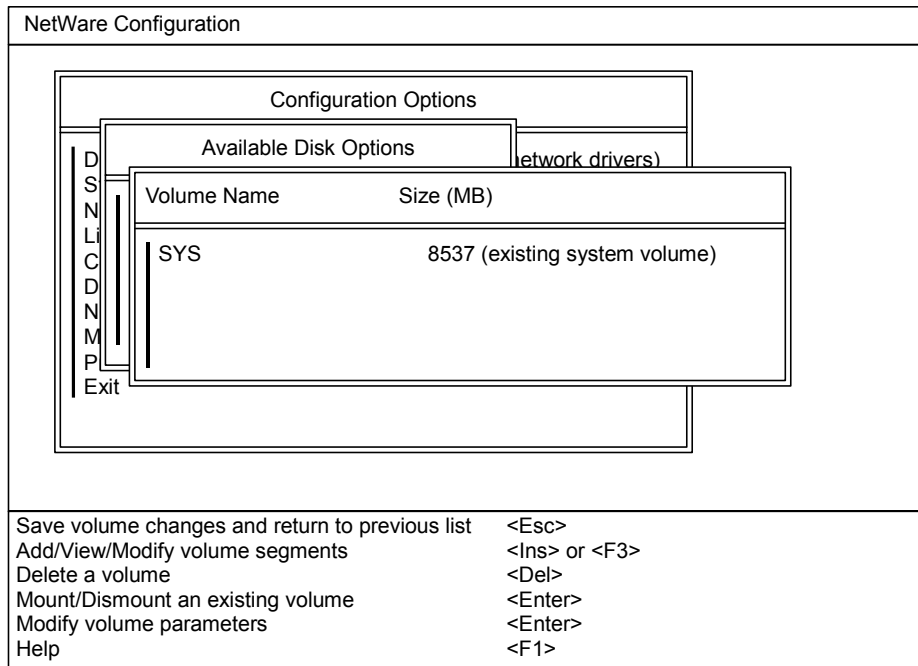 NetWare Configuration
Configuration Options
Available Disk Options
D
network drivers)
S
Volume Name Size (MB)
N
Li
SYS 8537 (existing system volume)
C
D
N
M
P
Exit
Save volume changes and return to previous list <Esc>
Add/View/Modify volume segments <Ins> or <F3>
Delete a volume <Del>
Mount/Dismount an existing volume <Enter>
Modify volume parameters <Enter>
Help <F1>